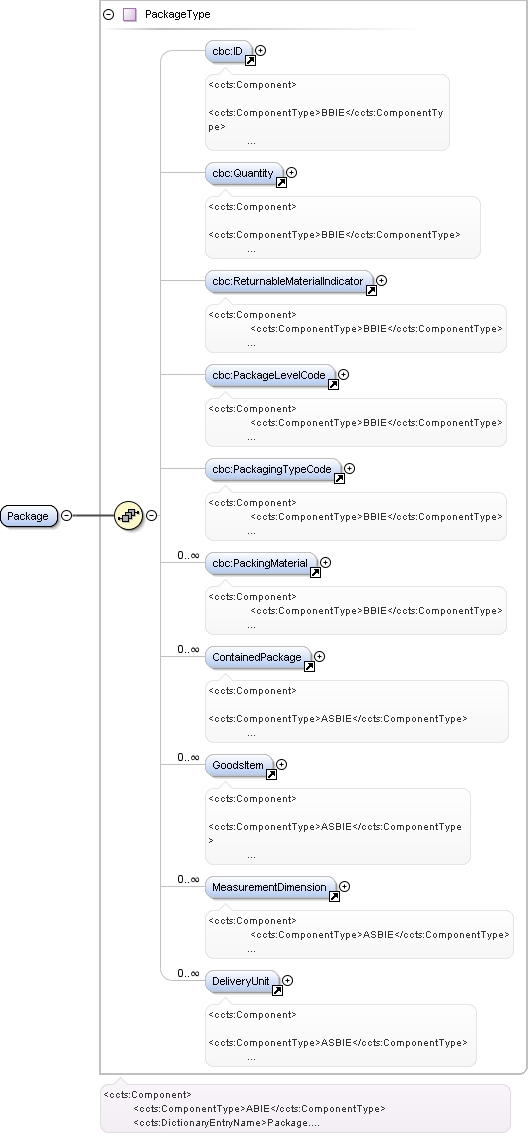 PackageType
cbc:ID
<ccts:Component>
<ccts:ComponentType>BBIE</ccts:ComponentTy
pe>
...
cbc:Quantity
<ccts:Component>
<ccts:ComponentType>BBIE</ccts:ComponentType>
...
cbc:ReturnableMaterialIndicator
<ccts:Component>
<ccts:ComponentType>BBIE</ccts:ComponentType>
...
cbc:PackageLevelCode
<ccts:Component>
<ccts:ComponentType>BBIE</ccts:ComponentType>
...
cbc:PackagingTypeCode
<ccts:Component>
<ccts:ComponentType>BBIE</ccts:ComponentType>
...
Package
0..∞
cbc:PackingMaterial
<ccts:Component>
<ccts:ComponentType>BBIE</ccts:ComponentType>
...
0..∞
ContainedPackage
<ccts:Component>
<ccts:ComponentType>ASBIE</ccts:ComponentType>
...
0..∞
GoodsItem
<ccts:Component>
<ccts:ComponentType>ASBIE</ccts:ComponentType
>
...
0..∞
MeasurementDimension
<ccts:Component>
<ccts:ComponentType>ASBIE</ccts:ComponentType>
...
0..∞
DeliveryUnit
<ccts:Component>
<ccts:ComponentType>ASBIE</ccts:ComponentType>
...
<ccts:Component>
<ccts:ComponentType>ABIE</ccts:ComponentType>
<ccts:DictionaryEntryName>Package....